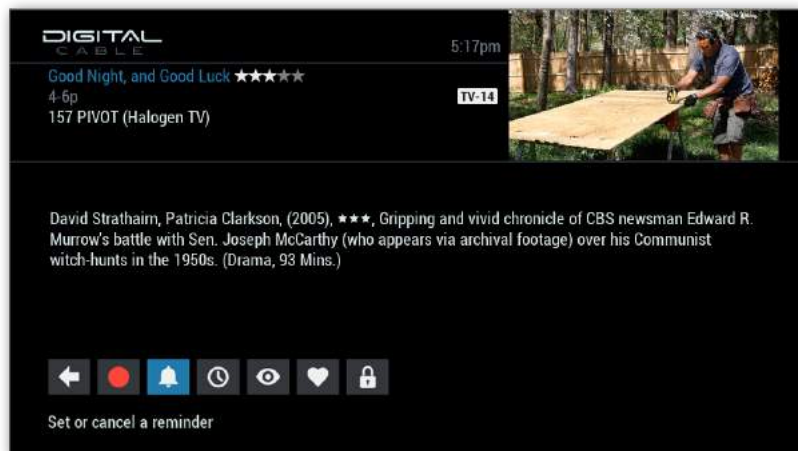 DIGITAL
CABLE
5:17pm
Good Night, and Good Luck ★★★★★
4-6p
TV-14
157 PIVOT (Halogen TV)
David Strathairn, Patricia Clarkson, (2005), ★★★, Gripping and vivid chronicle of CBS newsman Edward R.
Murrow's battle with Sen. Joseph McCarthy (who appears via archival footage) over his Communist
witch-hunts in the 1950s. (Drama, 93 Mins.)
Set or cancel a reminder